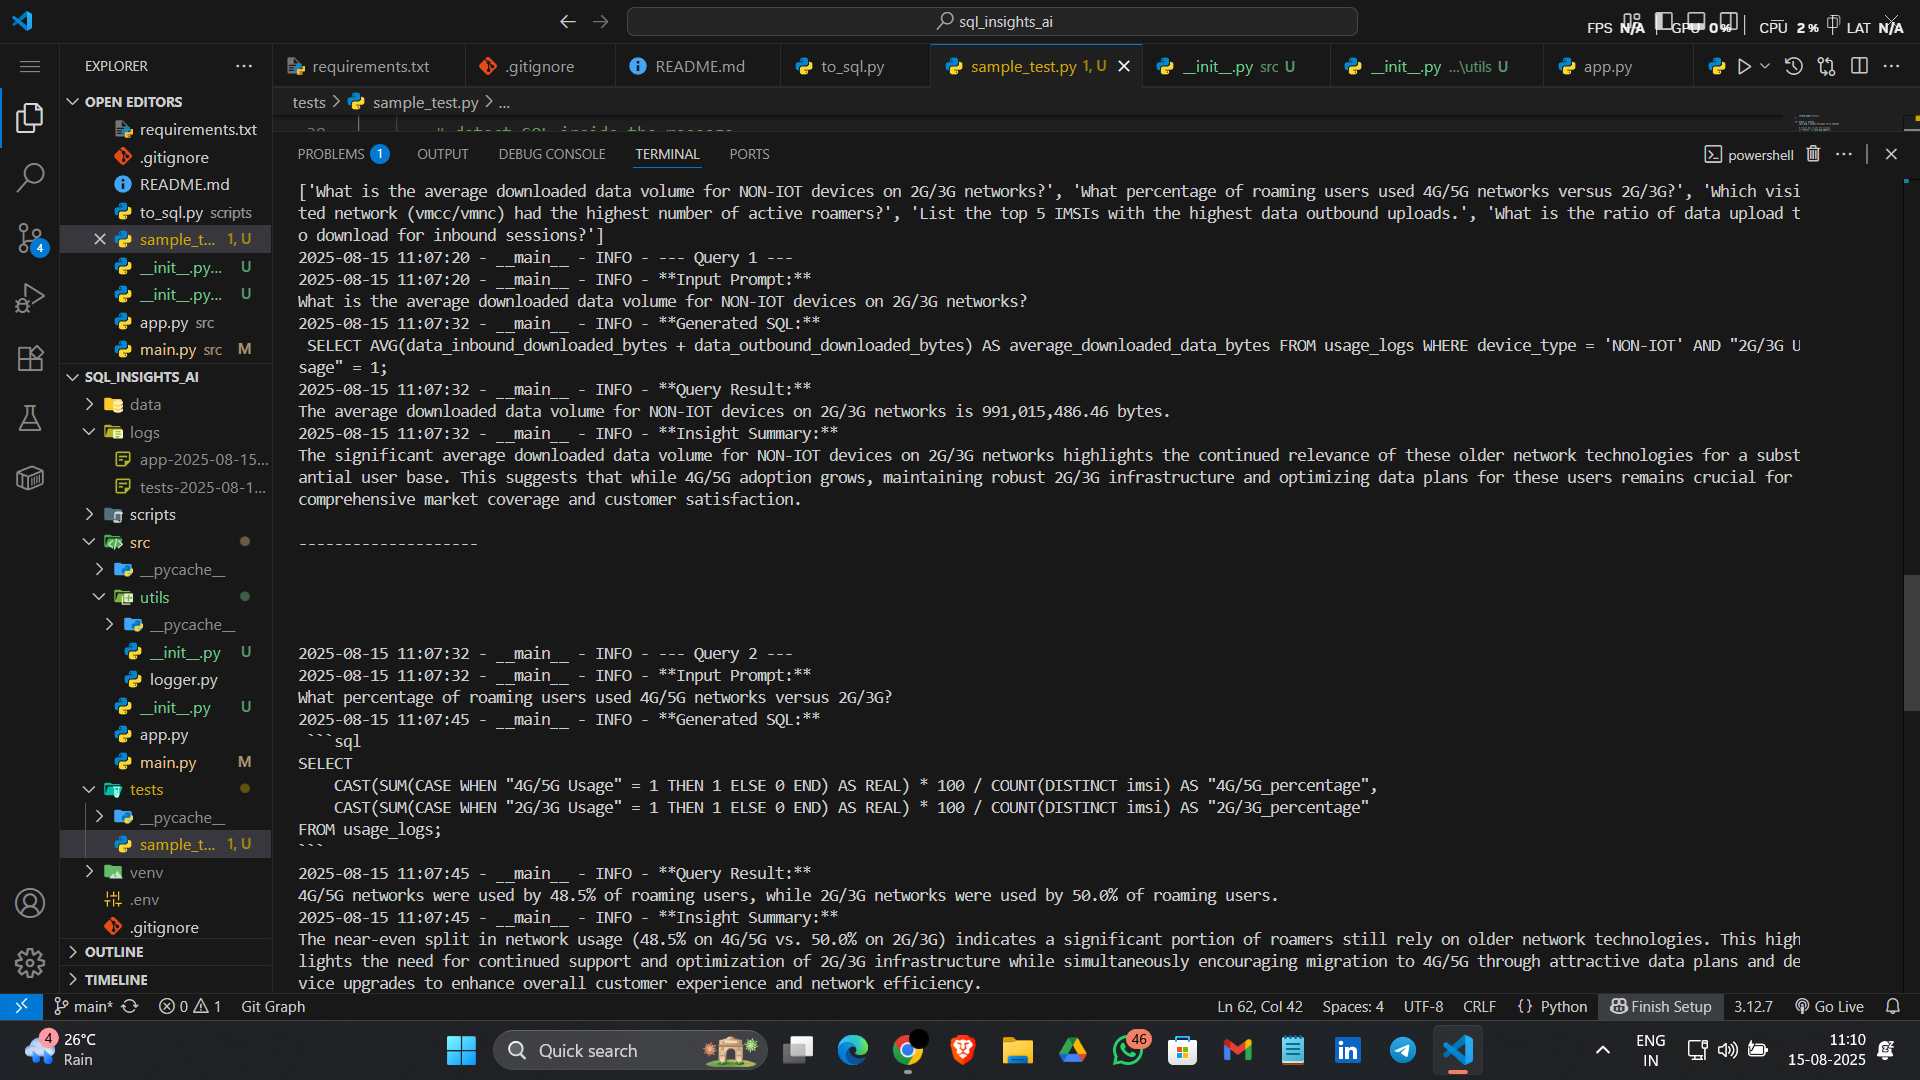 sql_insights_ai
FPS N/A GPU 0% CPU 2% LAT N/A
EXPLORER
requirements.txt
.gitignore
README.md
to_sql.py
sample_test.py 1, U
__init__.py src U
__init__.py ...\utils U
app.py
OPEN EDITORS
requirements.txt
.gitignore
README.md
to_sql.py scripts
sample_t... 1, U
__init__.py... U
__init__.py... U
app.py src
main.py src M
SQL_INSIGHTS_AI
data
logs
app-2025-08-15...
tests-2025-08-1...
scripts
src
__pycache__
utils
__pycache__
__init__.py U
logger.py
__init__.py U
app.py
main.py M
tests
__pycache__
sample_t... 1, U
venv
.env
.gitignore
OUTLINE
TIMELINE
tests > sample_test.py > ...
# detect SQL inside the message
PROBLEMS 1 OUTPUT DEBUG CONSOLE TERMINAL PORTS
powershell
['What is the average downloaded data volume for NON-IOT devices on 2G/3G networks?', 'What percentage of roaming users used 4G/5G networks versus 2G/3G?', 'Which visi
ted network (vmcc/vmnc) had the highest number of active roamers?', 'List the top 5 IMSIs with the highest data outbound uploads.', 'What is the ratio of data upload t
o download for inbound sessions?']
2025-08-15 11:07:20 - __main__ - INFO - --- Query 1 ---
2025-08-15 11:07:20 - __main__ - INFO - **Input Prompt:**
What is the average downloaded data volume for NON-IOT devices on 2G/3G networks?
2025-08-15 11:07:32 - __main__ - INFO - **Generated SQL:**
SELECT AVG(data_inbound_downloaded_bytes + data_outbound_downloaded_bytes) AS average_downloaded_data_bytes FROM usage_logs WHERE device_type = 'NON-IOT' AND "2G/3G U
sage" = 1;
2025-08-15 11:07:32 - __main__ - INFO - **Query Result:**
The average downloaded data volume for NON-IOT devices on 2G/3G networks is 991,015,486.46 bytes.
2025-08-15 11:07:32 - __main__ - INFO - **Insight Summary:**
The significant average downloaded data volume for NON-IOT devices on 2G/3G networks highlights the continued relevance of these older network technologies for a subst
antial user base. This suggests that while 4G/5G adoption grows, maintaining robust 2G/3G infrastructure and optimizing data plans for these users remains crucial for
comprehensive market coverage and customer satisfaction.
--------------------
2025-08-15 11:07:32 - __main__ - INFO - --- Query 2 ---
2025-08-15 11:07:32 - __main__ - INFO - **Input Prompt:**
What percentage of roaming users used 4G/5G networks versus 2G/3G?
2025-08-15 11:07:45 - __main__ - INFO - **Generated SQL:**
```sql
SELECT
CAST(SUM(CASE WHEN "4G/5G Usage" = 1 THEN 1 ELSE 0 END) AS REAL) * 100 / COUNT(DISTINCT imsi) AS "4G/5G_percentage",
CAST(SUM(CASE WHEN "2G/3G Usage" = 1 THEN 1 ELSE 0 END) AS REAL) * 100 / COUNT(DISTINCT imsi) AS "2G/3G_percentage"
FROM usage_logs;
```
2025-08-15 11:07:45 - __main__ - INFO - **Query Result:**
4G/5G networks were used by 48.5% of roaming users, while 2G/3G networks were used by 50.0% of roaming users.
2025-08-15 11:07:45 - __main__ - INFO - **Insight Summary:**
The near-even split in network usage (48.5% on 4G/5G vs. 50.0% on 2G/3G) indicates a significant portion of roamers still rely on older network technologies. This high
lights the need for continued support and optimization of 2G/3G infrastructure while simultaneously encouraging migration to 4G/5G through attractive data plans and de
vice upgrades to enhance overall customer experience and network efficiency.
4
main* 0 1 Git Graph
Ln 62, Col 42 Spaces: 4 UTF-8 CRLF {} Python Finish Setup 3.12.7 Go Live
4 26°C
Rain
Quick search
46
ENG
IN
11:10
15-08-2025